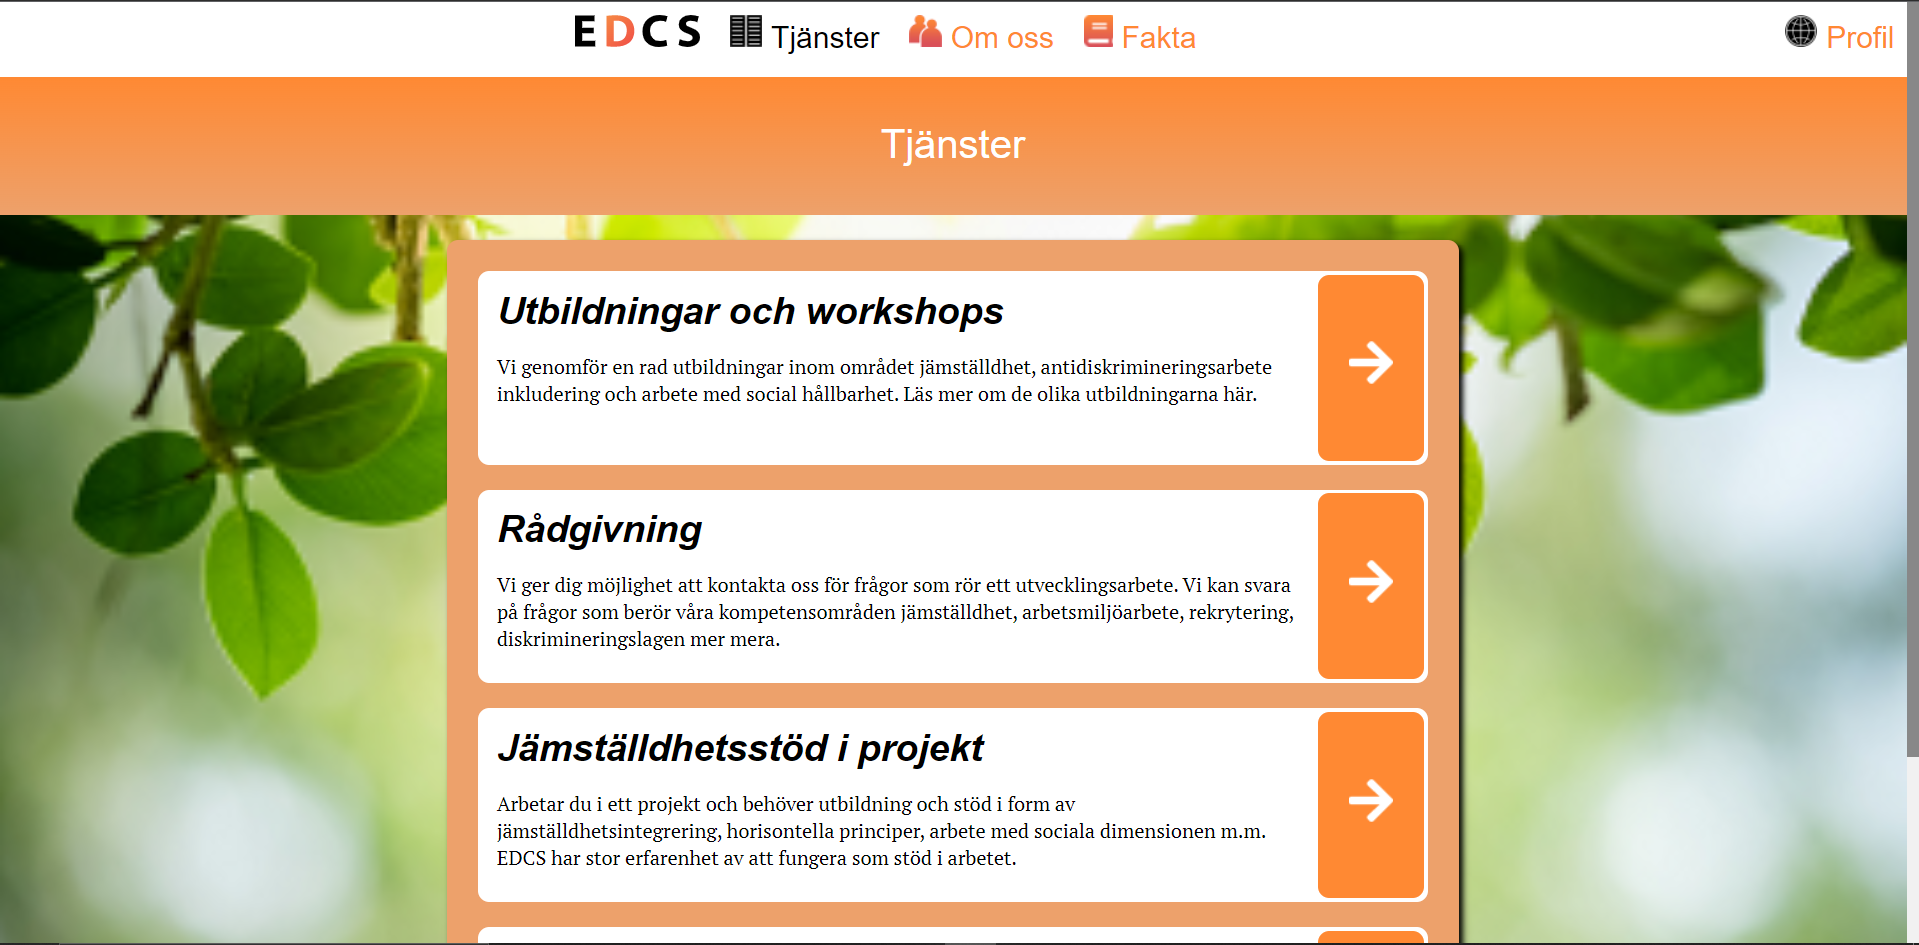 EDCS Tjänster Om oss Fakta Profil
Tjänster
Utbildningar och workshops
Vi genomför en rad utbildningar inom området jämställdhet, antidiskrimineringsarbete
inkludering och arbete med social hållbarhet. Läs mer om de olika utbildningarna här.
Rådgivning
Vi ger dig möjlighet att kontakta oss för frågor som rör ett utvecklingsarbete. Vi kan svara
på frågor som berör våra kompetensområden jämställdhet, arbetsmiljöarbete, rekrytering,
diskrimineringslagen mer mera.
Jämställdhetsstöd i projekt
Arbetar du i ett projekt och behöver utbildning och stöd i form av
jämställdhetsintegrering, horisontella principer, arbete med sociala dimensionen m.m.
EDCS har stor erfarenhet av att fungera som stöd i arbetet.